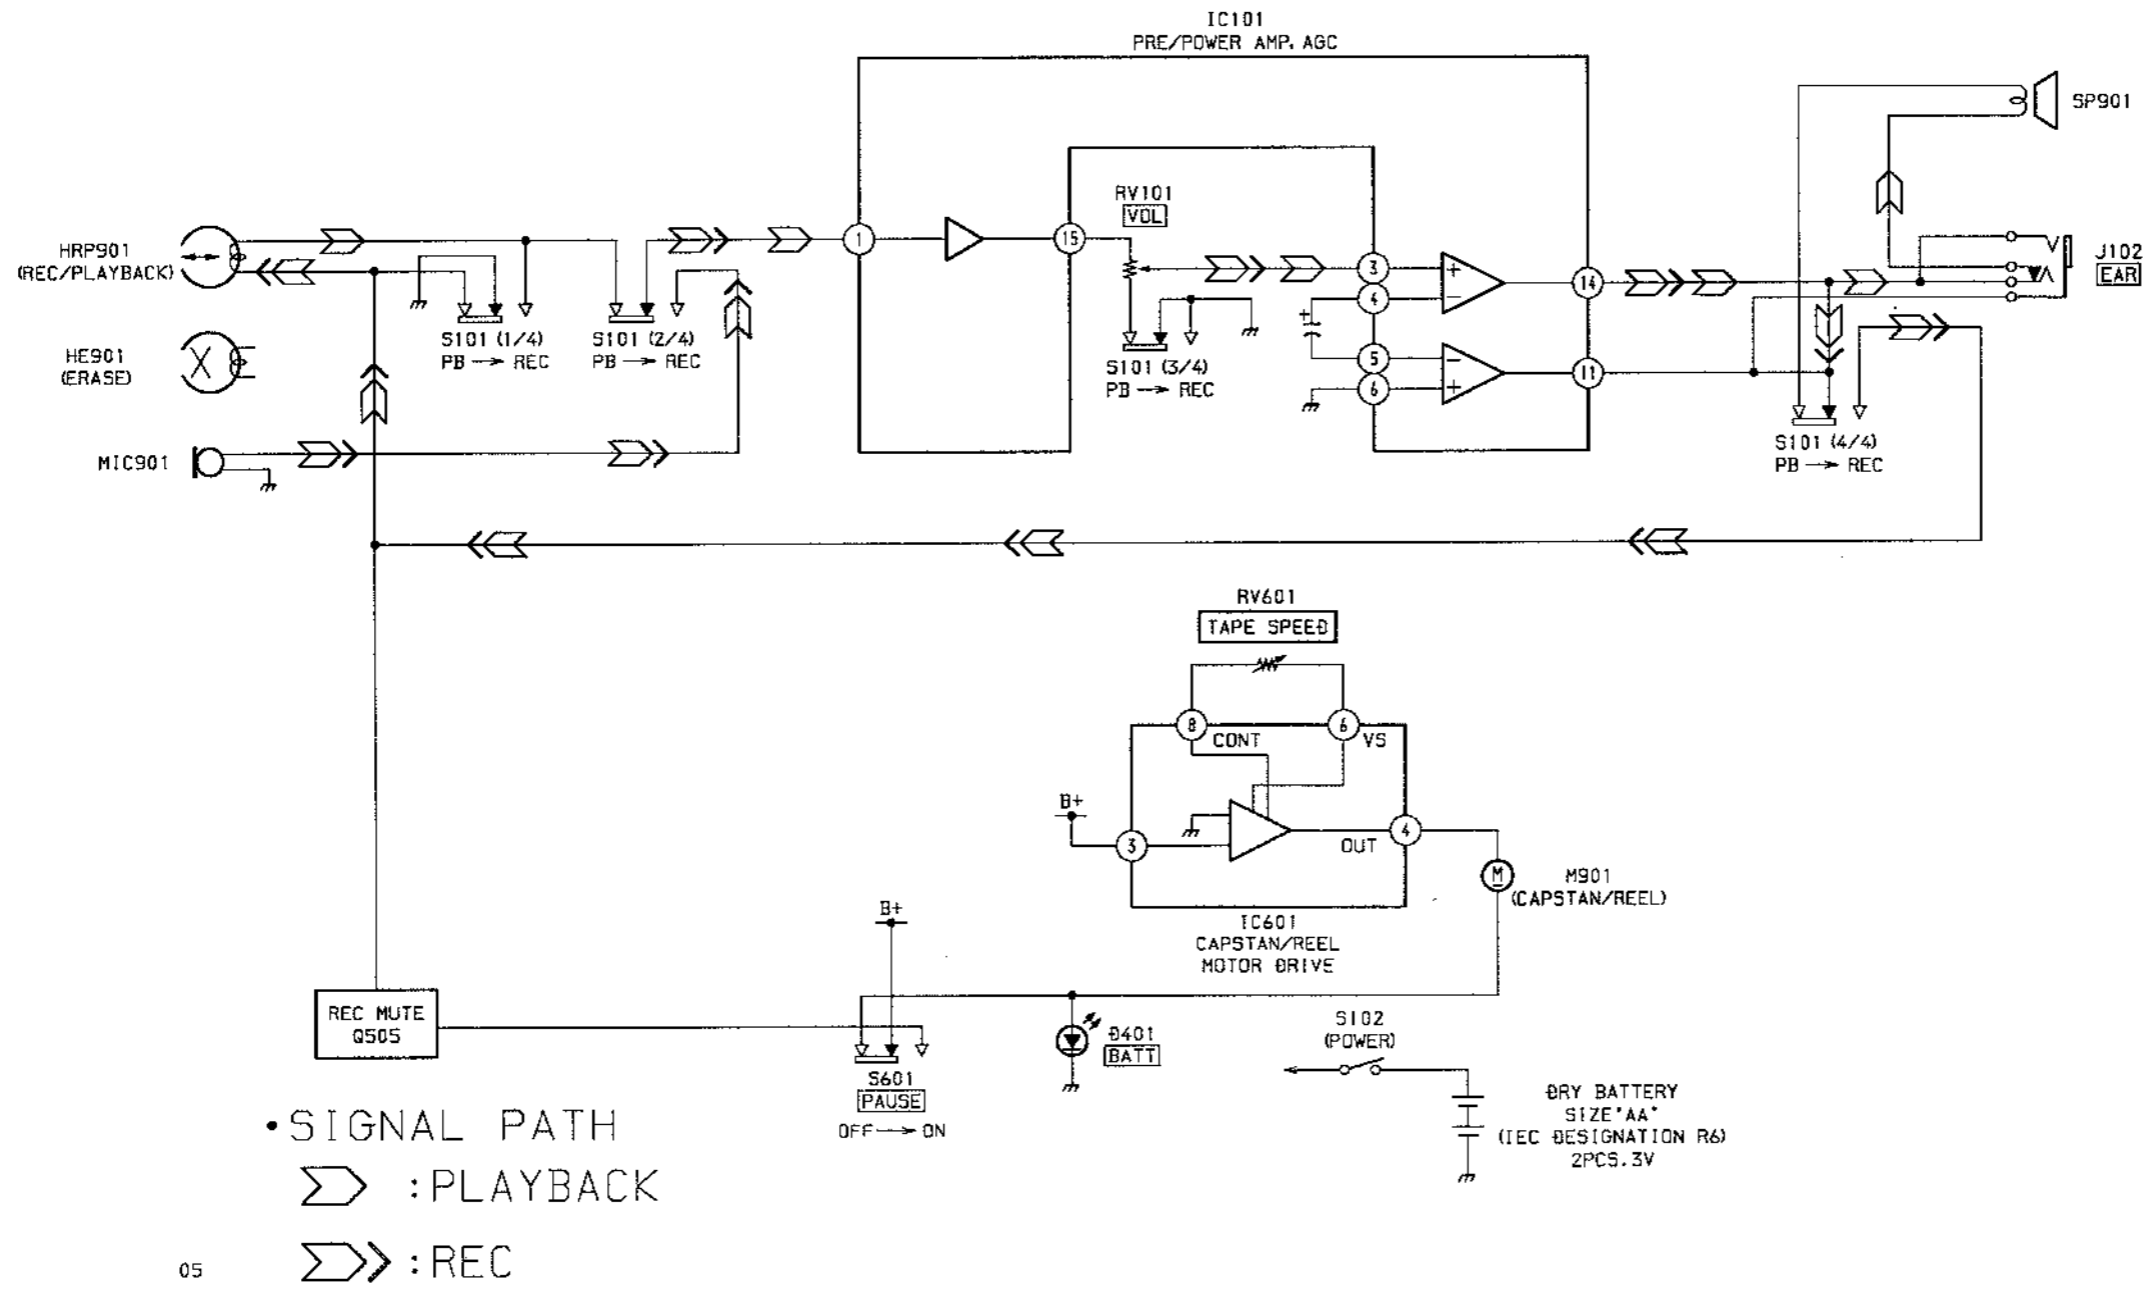 IC101
PRE/POWER AMP. AGC
SP901
RV101
VOL
HRP901
(REC/PLAYBACK)
1
15
3
4
5
6
+
−
−
+
+
14
11
J102
EAR
S101 (1/4)
PB → REC
S101 (2/4)
PB → REC
S101 (3/4)
PB → REC
HE901
(ERASE)
MIC901
S101 (4/4)
PB → REC
RV601
TAPE SPEED
8
CONT
6
VS
B+
3
OUT
4
M
M901
(CAPSTAN/REEL)
IC601
CAPSTAN/REEL
MOTOR DRIVE
B+
REC MUTE
Q505
S601
PAUSE
OFF → ON
D401
BATT
S102
(POWER)
DRY BATTERY
SIZE"AA"
(IEC DESIGNATION R6)
2PCS.3V
•SIGNAL PATH
:PLAYBACK
:REC
05